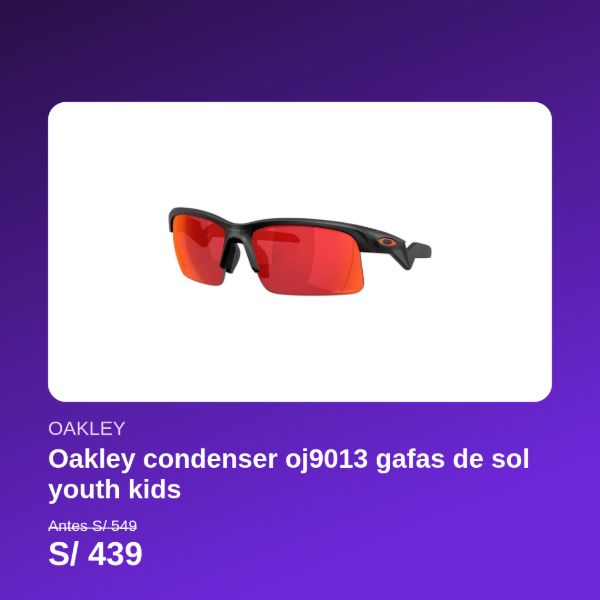 OAKLEY
Oakley condenser oj9013 gafas de sol
youth kids
Antes S/ 549
S/ 439